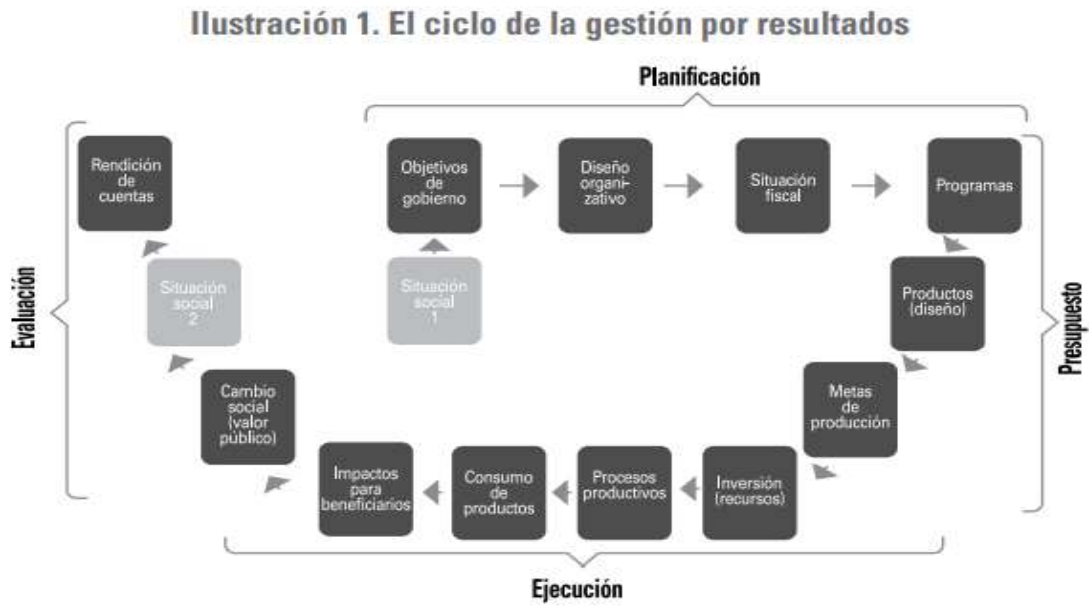 Ilustración 1. El ciclo de la gestión por resultados
Planificación
Rendición
de
cuentas
Objetivos
de
gobierno
Diseño
organi-
zativo
Situación
fiscal
Programas
Situación
social
2
Situación
social
1
Productos
(diseño)
Evaluación
Presupuesto
Cambio
social
(valor
público)
Metas
de
producción
Impactos
para
beneficiarios
Consumo
de
productos
Procesos
productivos
Inversión
(recursos)
Ejecución